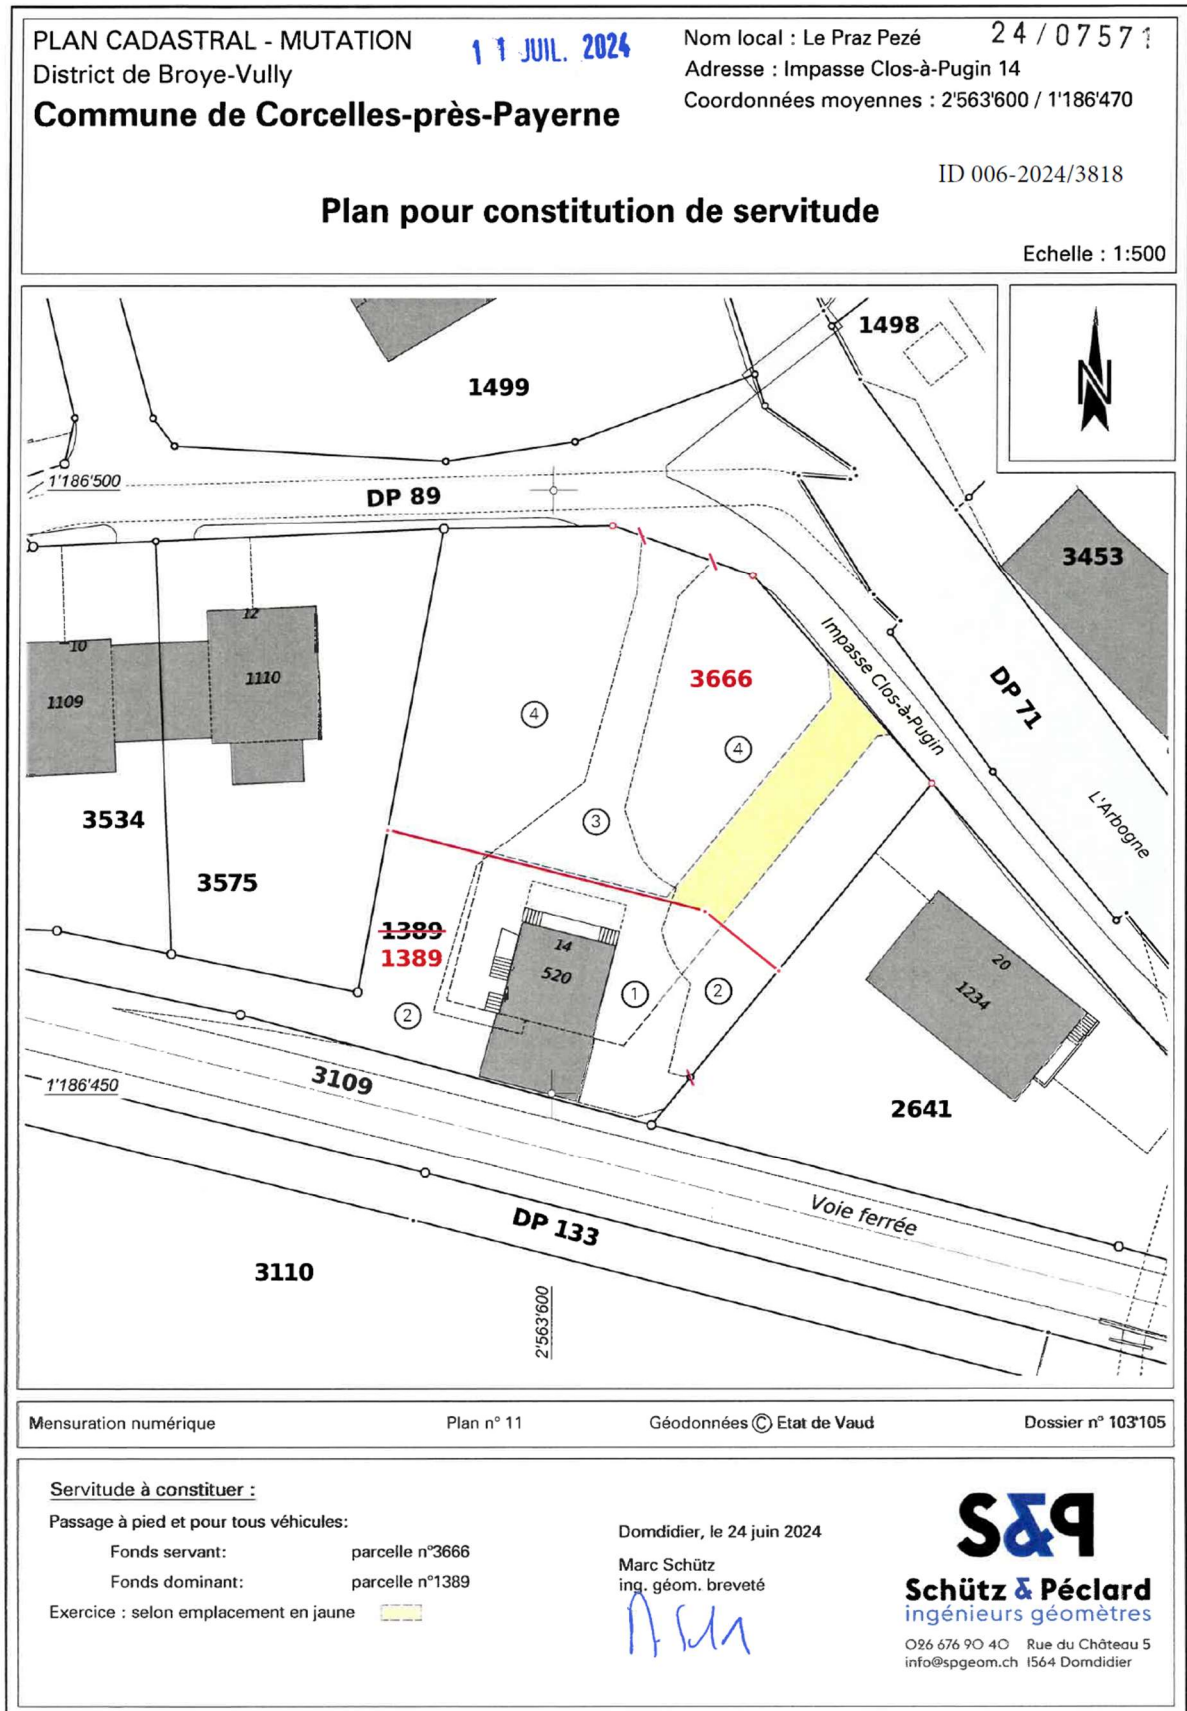 PLAN CADASTRAL - MUTATION
District de Broye-Vully
Commune de Corcelles-près-Payerne
1 1 JUIL. 2024
Nom local : Le Praz Pezé
24/07571
Adresse : Impasse Clos-à-Pugin 14
Coordonnées moyennes : 2'563'600 / 1'186'470
ID 006-2024/3818
Plan pour constitution de servitude
Echelle : 1:500
1498
1499
N
1'186'500
DP 89
3453
12
10
1110
1109
3666
Impasse Clos-à-Pugin
DP 71
4
4
3534
3
L'Arbogne
3575
1389
1389
14
520
20
1234
1
2
2
1'186'450
3109
2641
Voie ferrée
DP 133
3110
2'563'600
Mensuration numérique
Plan n° 11
Géodonnées © Etat de Vaud
Dossier n° 103'105
Servitude à constituer :
Passage à pied et pour tous véhicules:
Fonds servant: parcelle n°3666
Fonds dominant: parcelle n°1389
Exercice : selon emplacement en jaune
Domdidier, le 24 juin 2024
Marc Schütz
ing. géom. breveté
S&P
Schütz & Péclard
ingénieurs géomètres
026 676 90 40 Rue du Château 5
info@spgeom.ch 1564 Domdidier